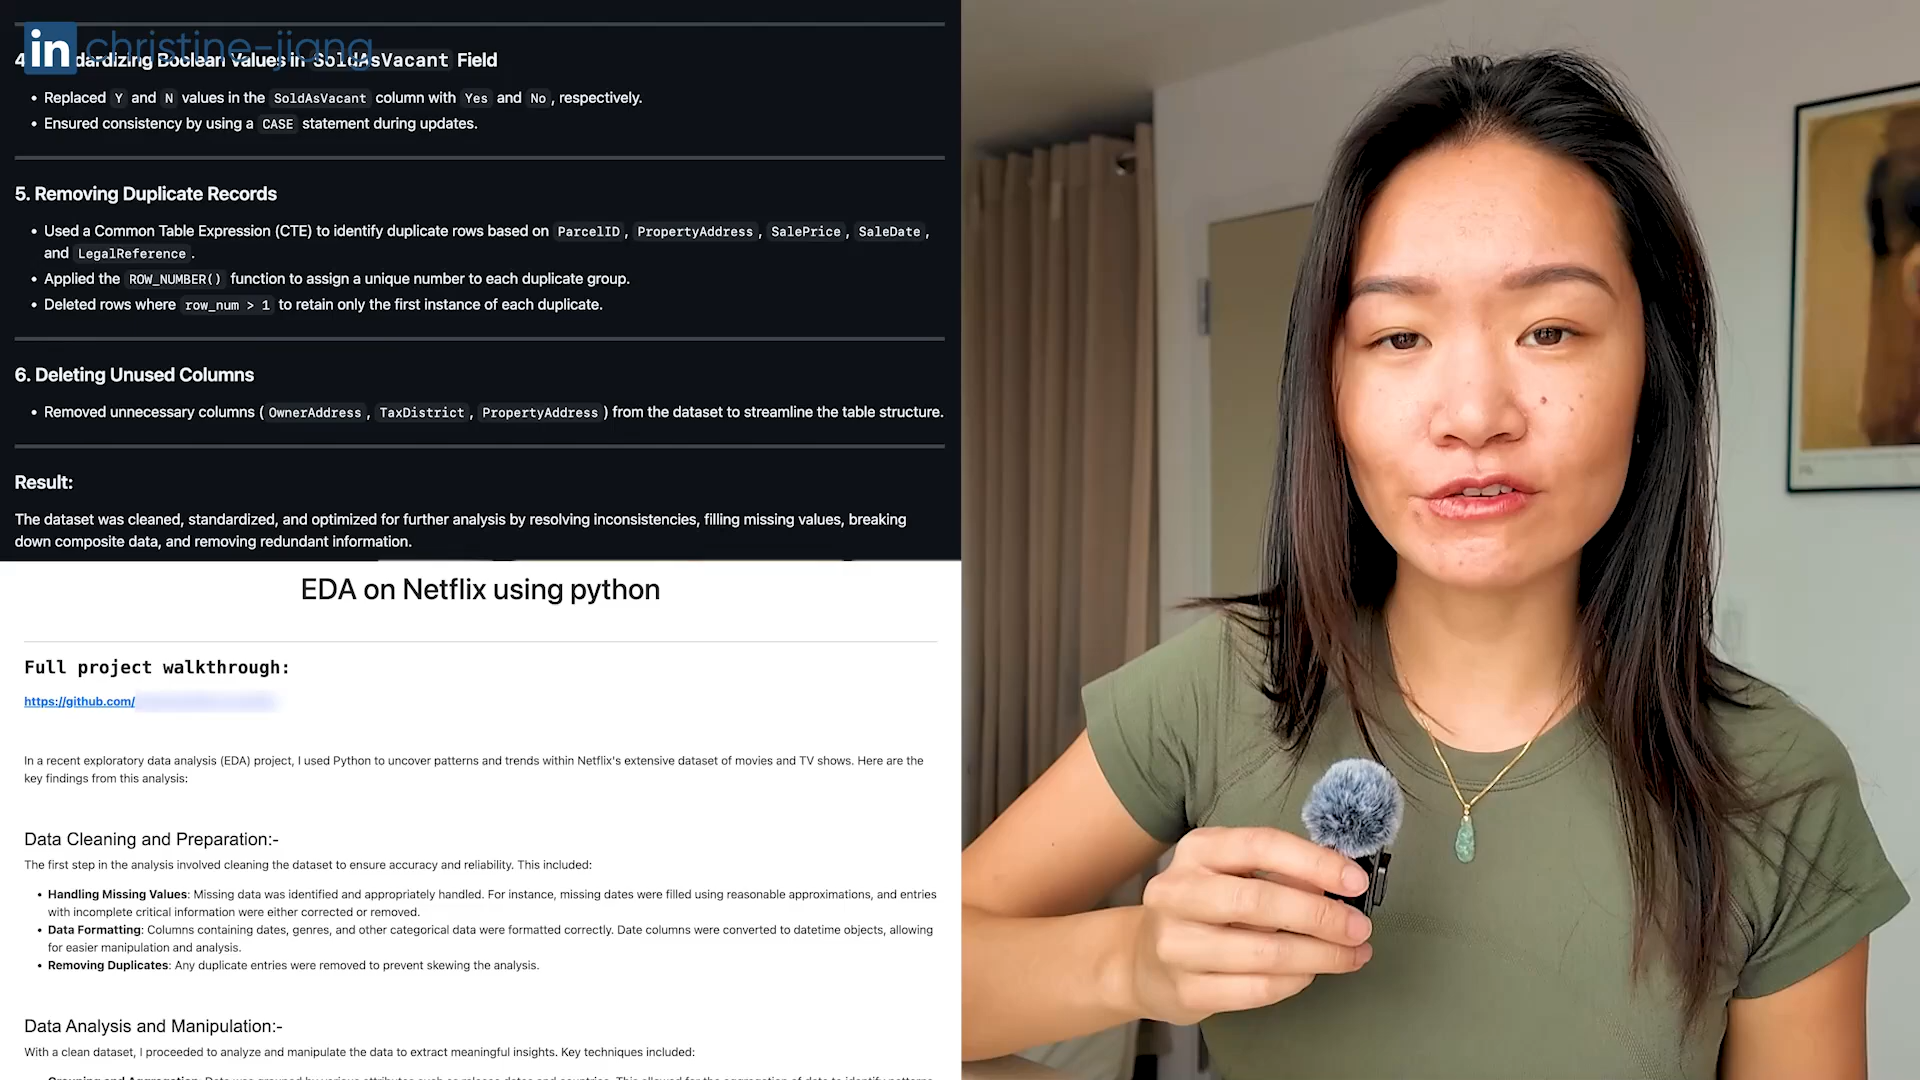 in christine-jiang
4. Standardizing Boolean Values in SoldAsVacant Field
• Replaced Y and N values in the SoldAsVacant column with Yes and No, respectively.
• Ensured consistency by using a CASE statement during updates.
5. Removing Duplicate Records
• Used a Common Table Expression (CTE) to identify duplicate rows based on ParcelID, PropertyAddress, SalePrice, SaleDate,
and LegalReference.
• Applied the ROW_NUMBER() function to assign a unique number to each duplicate group.
• Deleted rows where row_num > 1 to retain only the first instance of each duplicate.
6. Deleting Unused Columns
• Removed unnecessary columns (OwnerAddress, TaxDistrict, PropertyAddress) from the dataset to streamline the table structure.
Result:
The dataset was cleaned, standardized, and optimized for further analysis by resolving inconsistencies, filling missing values, breaking
down composite data, and removing redundant information.
EDA on Netflix using python
Full project walkthrough:
https://github.com/
In a recent exploratory data analysis (EDA) project, I used Python to uncover patterns and trends within Netflix's extensive dataset of movies and TV shows. Here are the
key findings from this analysis:
Data Cleaning and Preparation:-
The first step in the analysis involved cleaning the dataset to ensure accuracy and reliability. This included:
• Handling Missing Values: Missing data was identified and appropriately handled. For instance, missing dates were filled using reasonable approximations, and entries
with incomplete critical information were either corrected or removed.
• Data Formatting: Columns containing dates, genres, and other categorical data were formatted correctly. Date columns were converted to datetime objects, allowing
for easier manipulation and analysis.
• Removing Duplicates: Any duplicate entries were removed to prevent skewing the analysis.
Data Analysis and Manipulation:-
With a clean dataset, I proceeded to analyze and manipulate the data to extract meaningful insights. Key techniques included: